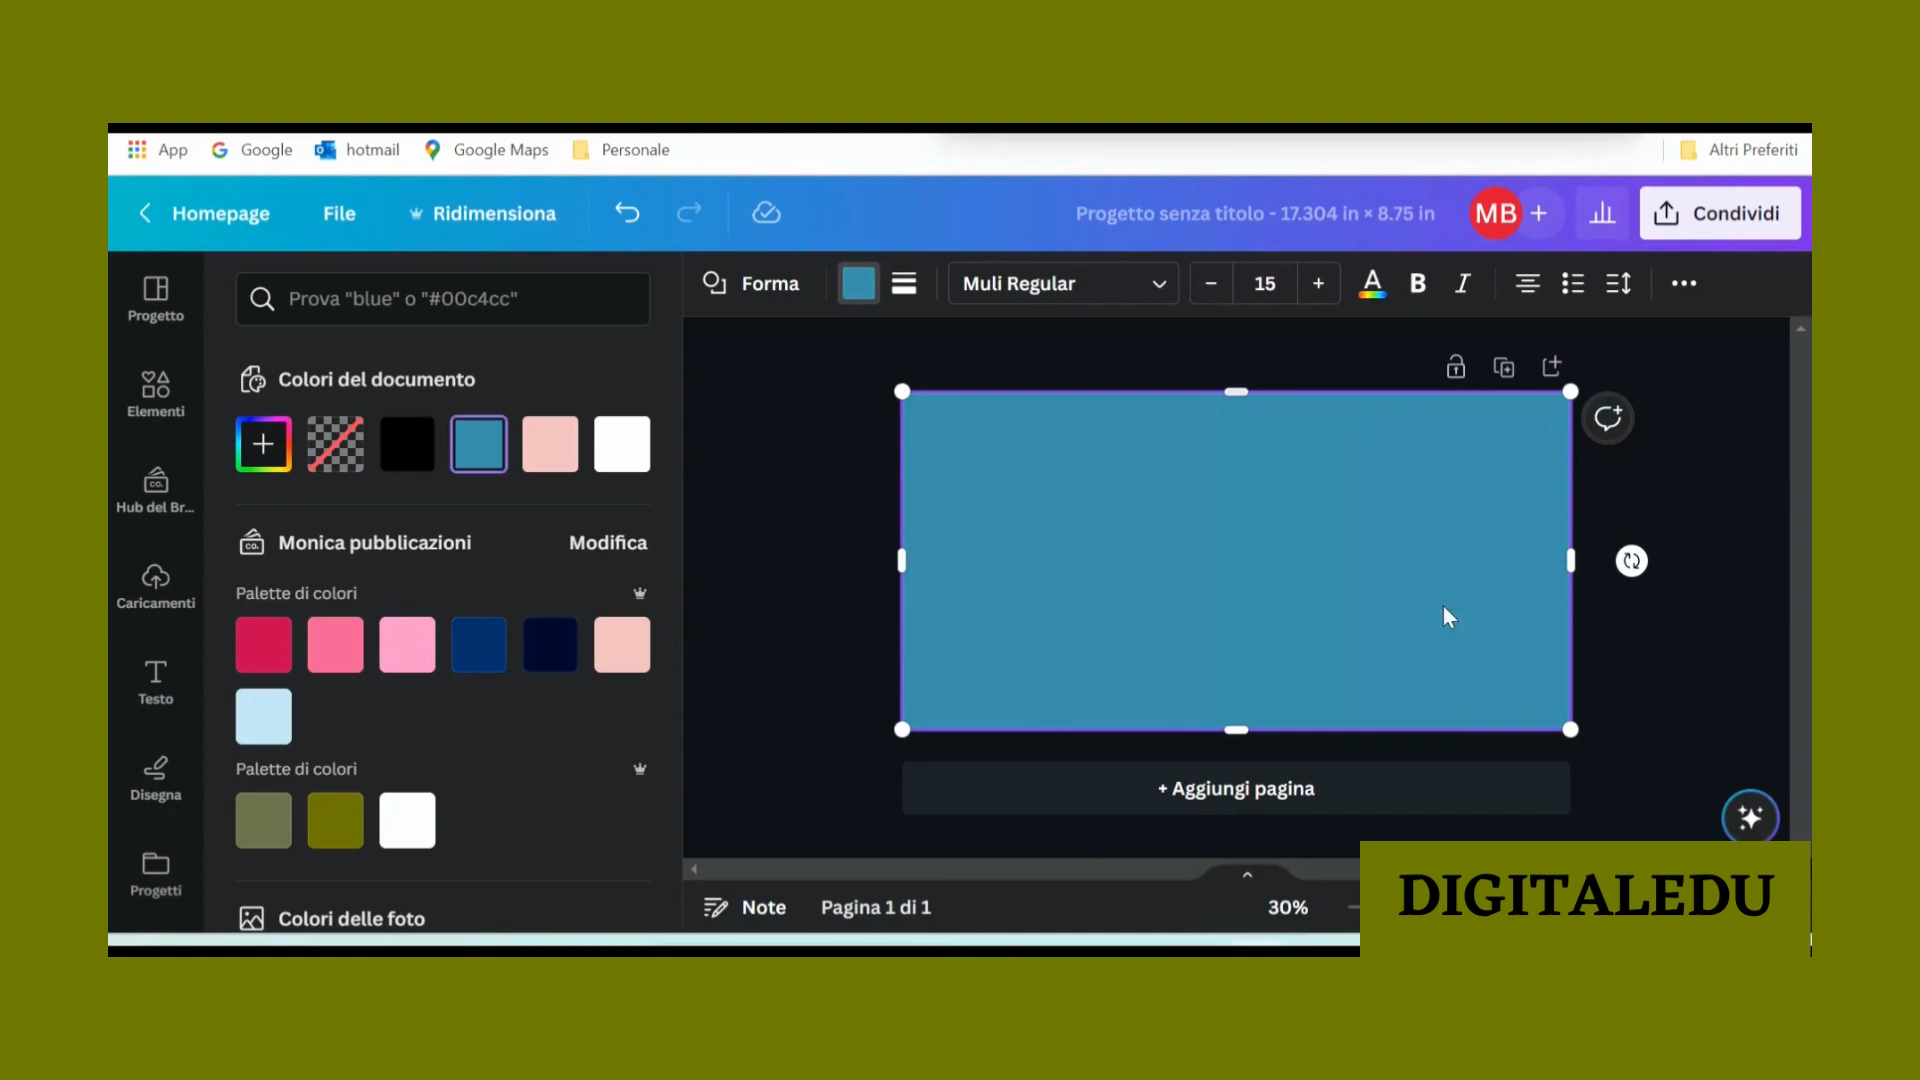 App Google hotmail Google Maps Personale Altri Preferiti
Homepage File Ridimensiona Progetto senza titolo - 17.304 in × 8.75 in MB + Condividi
Progetto
Elementi
Hub del Br...
Caricamenti
Testo
Disegna
Progetti
Prova "blue" o "#00c4cc"
Colori del documento
Monica pubblicazioni Modifica
CO.
Palette di colori
Palette di colori
Colori delle foto
Forma Muli Regular − 15 + A B I
+ Aggiungi pagina
Note Pagina 1 di 1 30%
DIGITALEDU